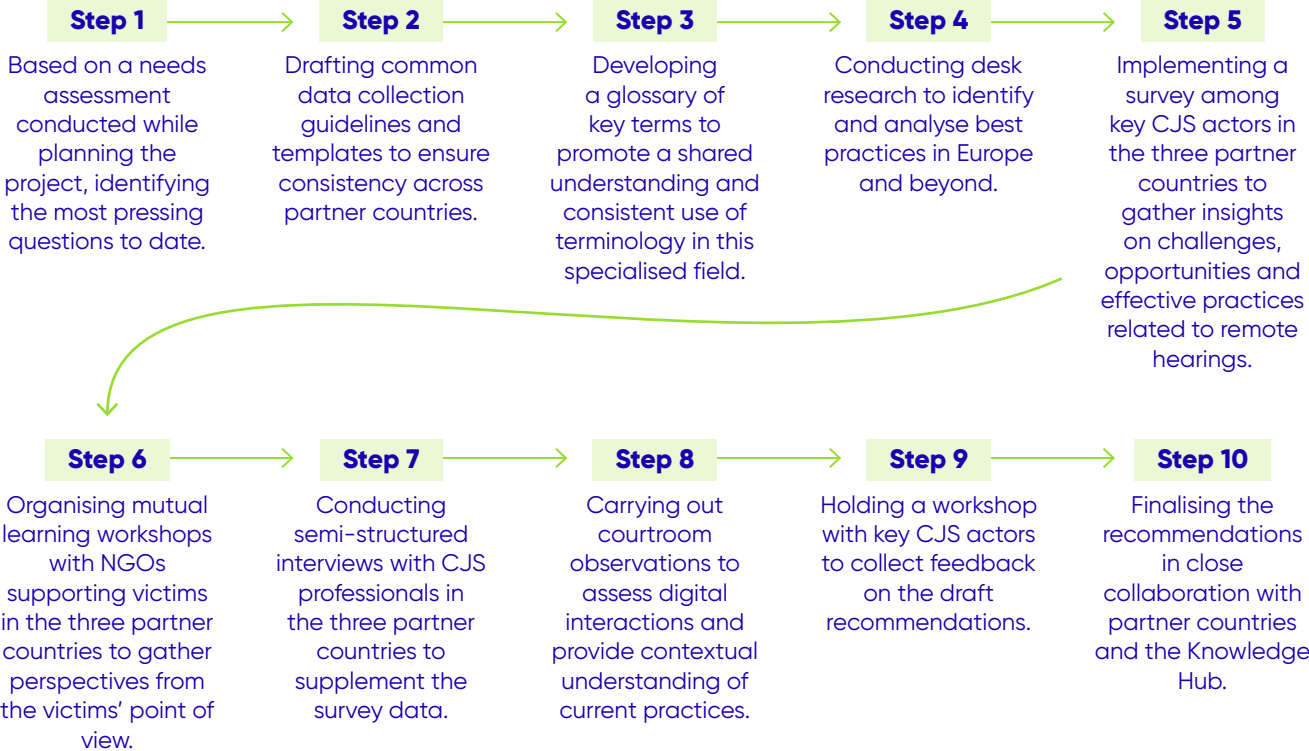 Step 1
Based on a needs
assessment
conducted while
planning the
project, identifying
the most pressing
questions to date.
Step 2
Drafting common
data collection
guidelines and
templates to ensure
consistency across
partner countries.
Step 3
Developing
a glossary of
key terms to
promote a shared
understanding and
consistent use of
terminology in this
specialised field.
Step 4
Conducting desk
research to identify
and analyse best
practices in Europe
and beyond.
Step 5
Implementing a
survey among
key CJS actors in
the three partner
countries to
gather insights
on challenges,
opportunities and
effective practices
related to remote
hearings.
Step 6
Organising mutual
learning workshops
with NGOs
supporting victims
in the three partner
countries to gather
perspectives from
the victims’ point of
view.
Step 7
Conducting
semi-structured
interviews with CJS
professionals in
the three partner
countries to
supplement the
survey data.
Step 8
Carrying out
courtroom
observations to
assess digital
interactions and
provide contextual
understanding of
current practices.
Step 9
Holding a workshop
with key CJS actors
to collect feedback
on the draft
recommendations.
Step 10
Finalising the
recommendations
in close
collaboration with
partner countries
and the Knowledge
Hub.